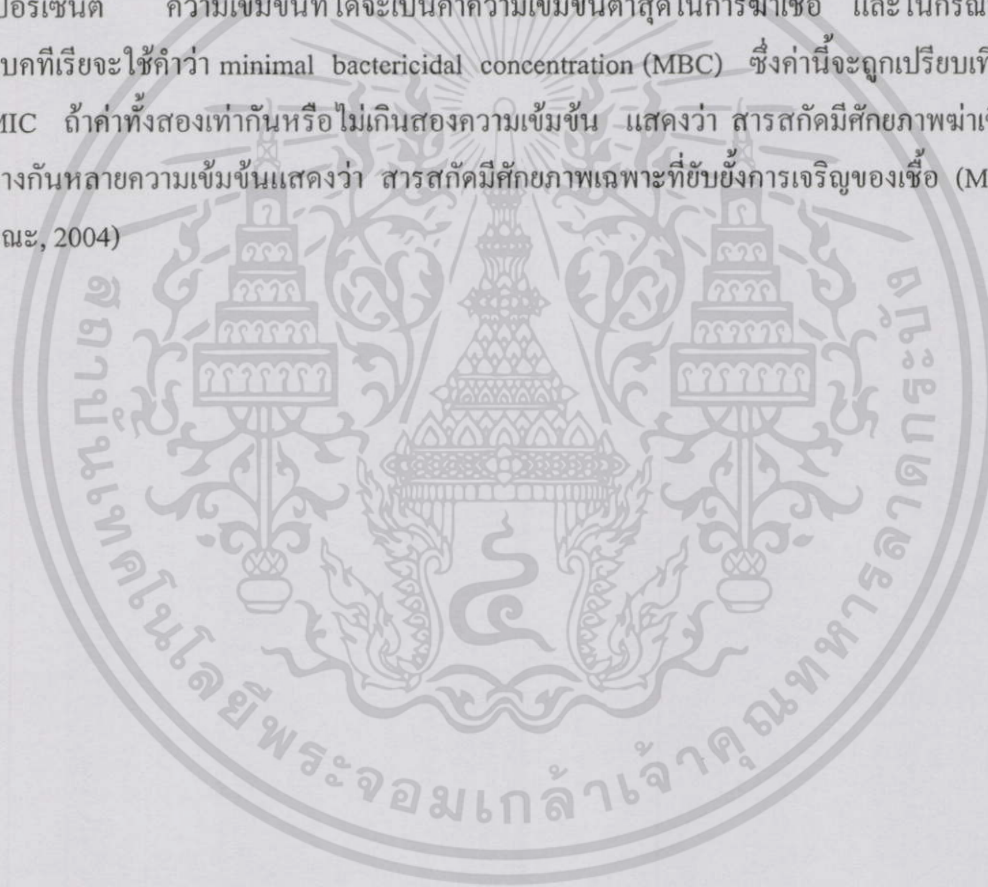 ปอร์เซ็นต์ ความเข้มข้นที่ได้จะเป็นค่าความเข้มข้นต่ำสุดในการฆ่าเชื้อ และในกรณี
บคทีเรียจะใช้คำว่า minimal bactericidal concentration (MBC) ซึ่งค่านี้จะถูกเปรียบเที
MIC ถ้าค่าทั้งสองเท่ากันหรือไม่เกินสองความเข้มข้น แสดงว่า สารสกัดมีศักยภาพฆ่าเ
างกันหลายความเข้มข้นแสดงว่า สารสกัดมีศักยภาพเฉพาะที่ยับยั้งการเจริญของเชื้อ (M
ณะ, 2004)
สถาบันเทคโนโลยีพระจอมเกล้าเจ้าคุณทหารลาดกระบัง